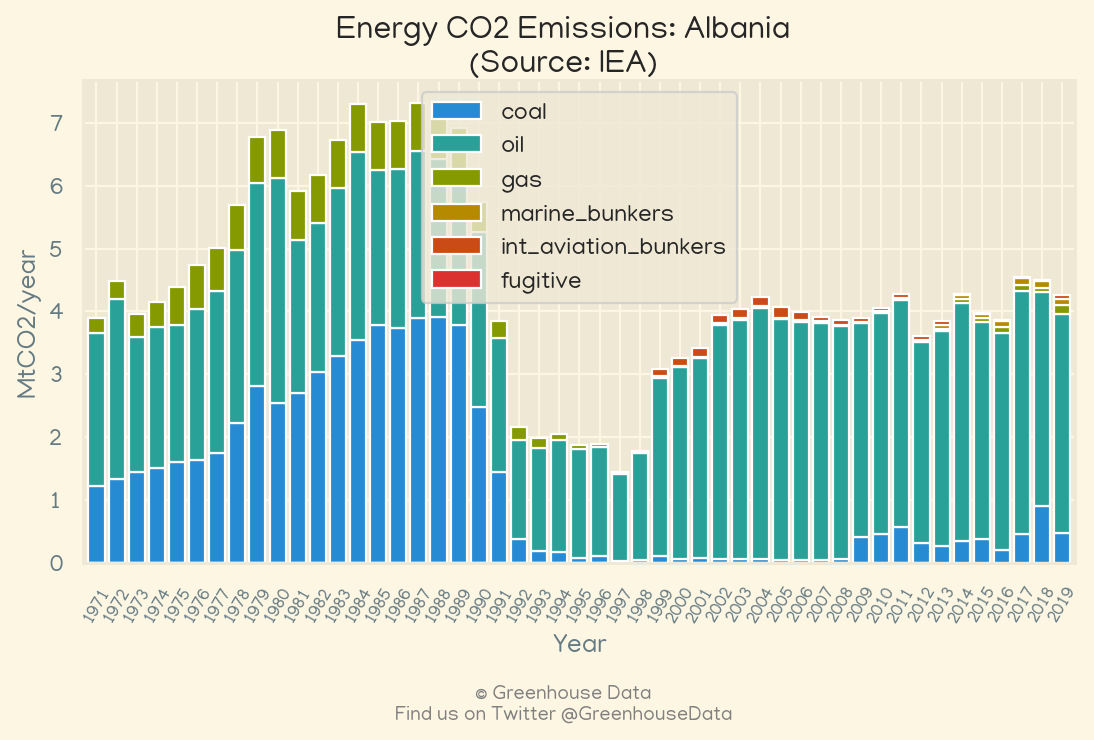 Energy CO2 Emissions: Albania
(Source: IEA)
MtCO2/year
7
6
5
4
3
2
1
0
coal
oil
gas
marine_bunkers
int_aviation_bunkers
fugitive
1971 1972 1973 1974 1975 1976 1977 1978 1979 1980 1981 1982 1983 1984 1985 1986 1987 1988 1989 1990 1991 1992 1993 1994 1995 1996 1997 1998 1999 2000 2001 2002 2003 2004 2005 2006 2007 2008 2009 2010 2011 2012 2013 2014 2015 2016 2017 2018 2019
Year
© Greenhouse Data
Find us on Twitter @GreenhouseData